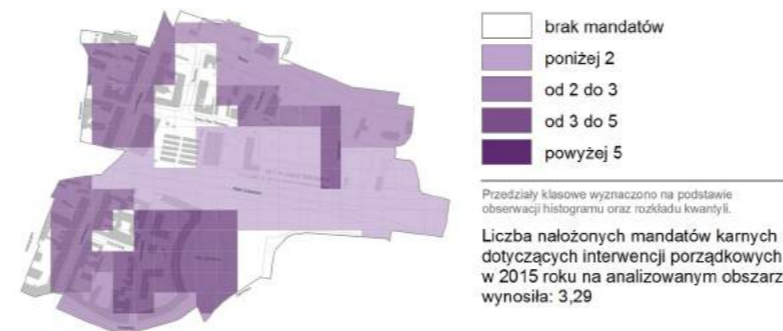 brak mandatów
poniżej 2
od 2 do 3
od 3 do 5
powyżej 5
Przedziały klasowe wyznaczono na podstawie
obserwacji histogramu oraz rozkładu kwantyli.
Liczba nałożonych mandatów karnych
dotyczących interwencji porządkowych
w 2015 roku na analizowanym obszarz
wynosiła: 3,29